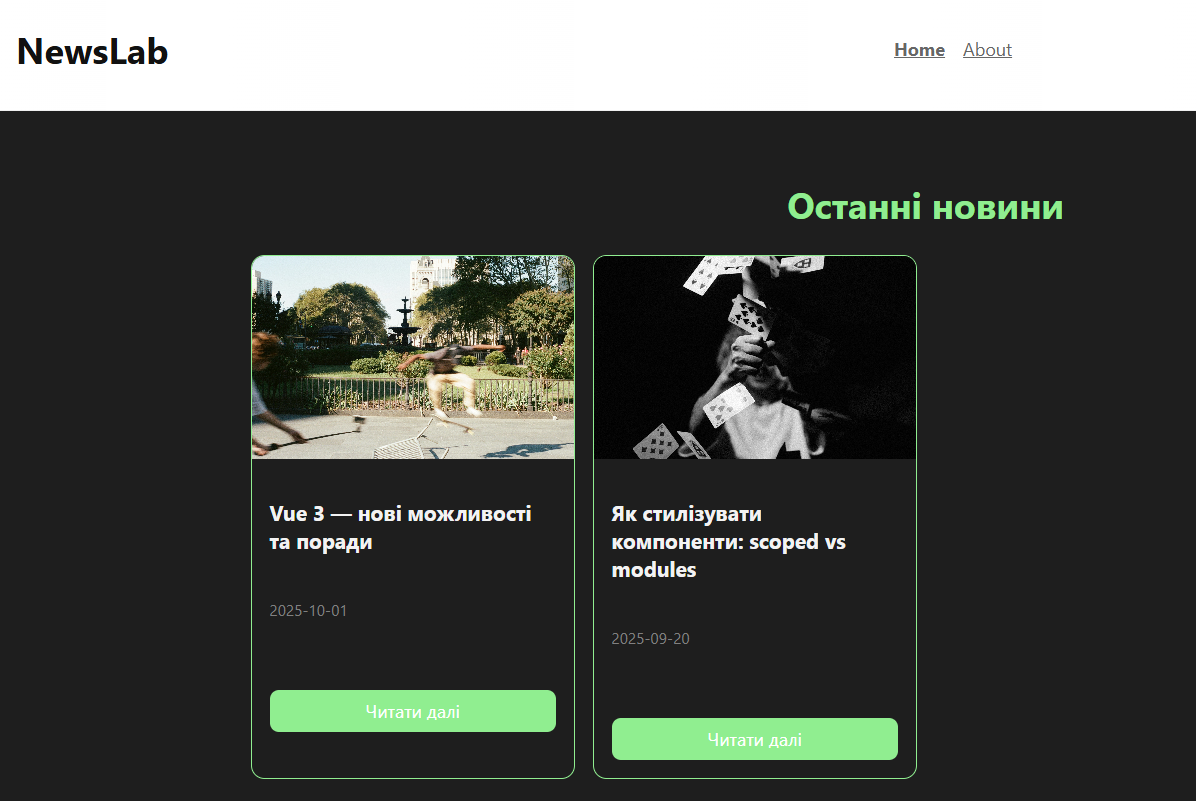 NewsLab
Home About
Останні новини
Vue 3 — нові можливості
та поради
2025-10-01
Читати далі
Як стилізувати
компоненти: scoped vs
modules
2025-09-20
Читати далі